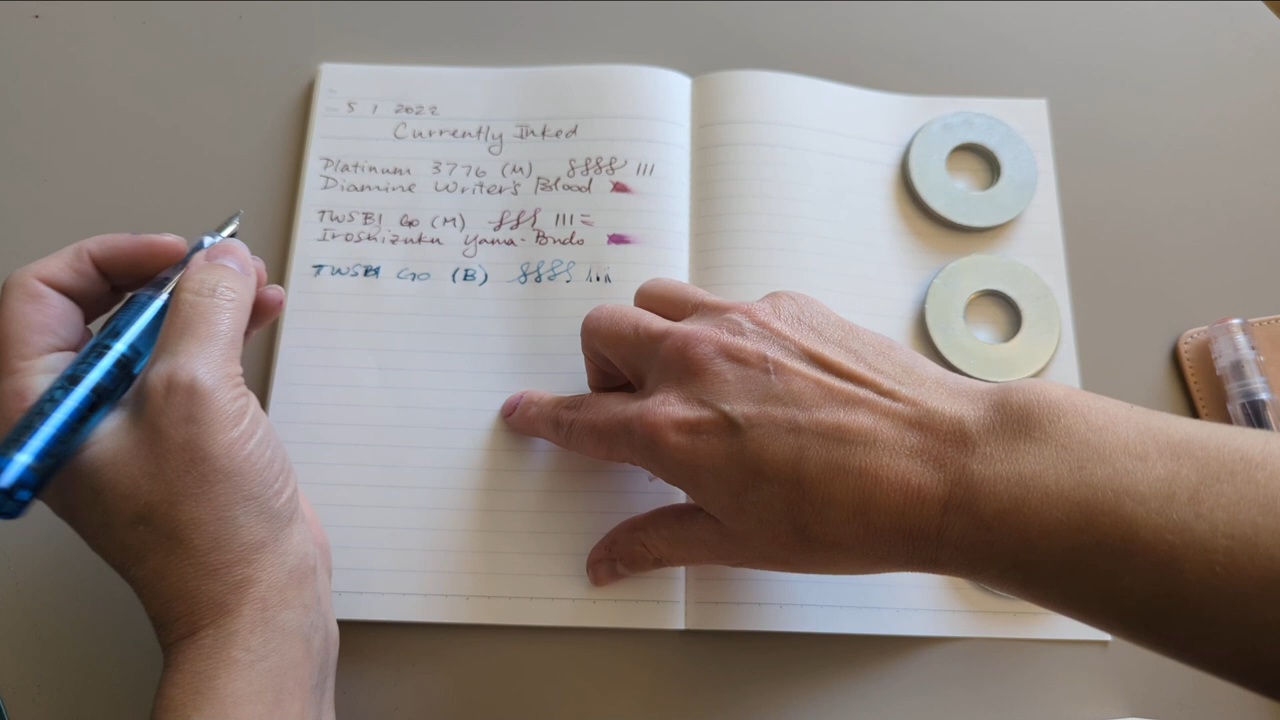 5 1 2022
Currently Inked
Platinum 3776 (M)
Diamine Writer's Blood
TWSBI Go (M)
Iroshizuku Yama-Budo
TWSBI GO (B)